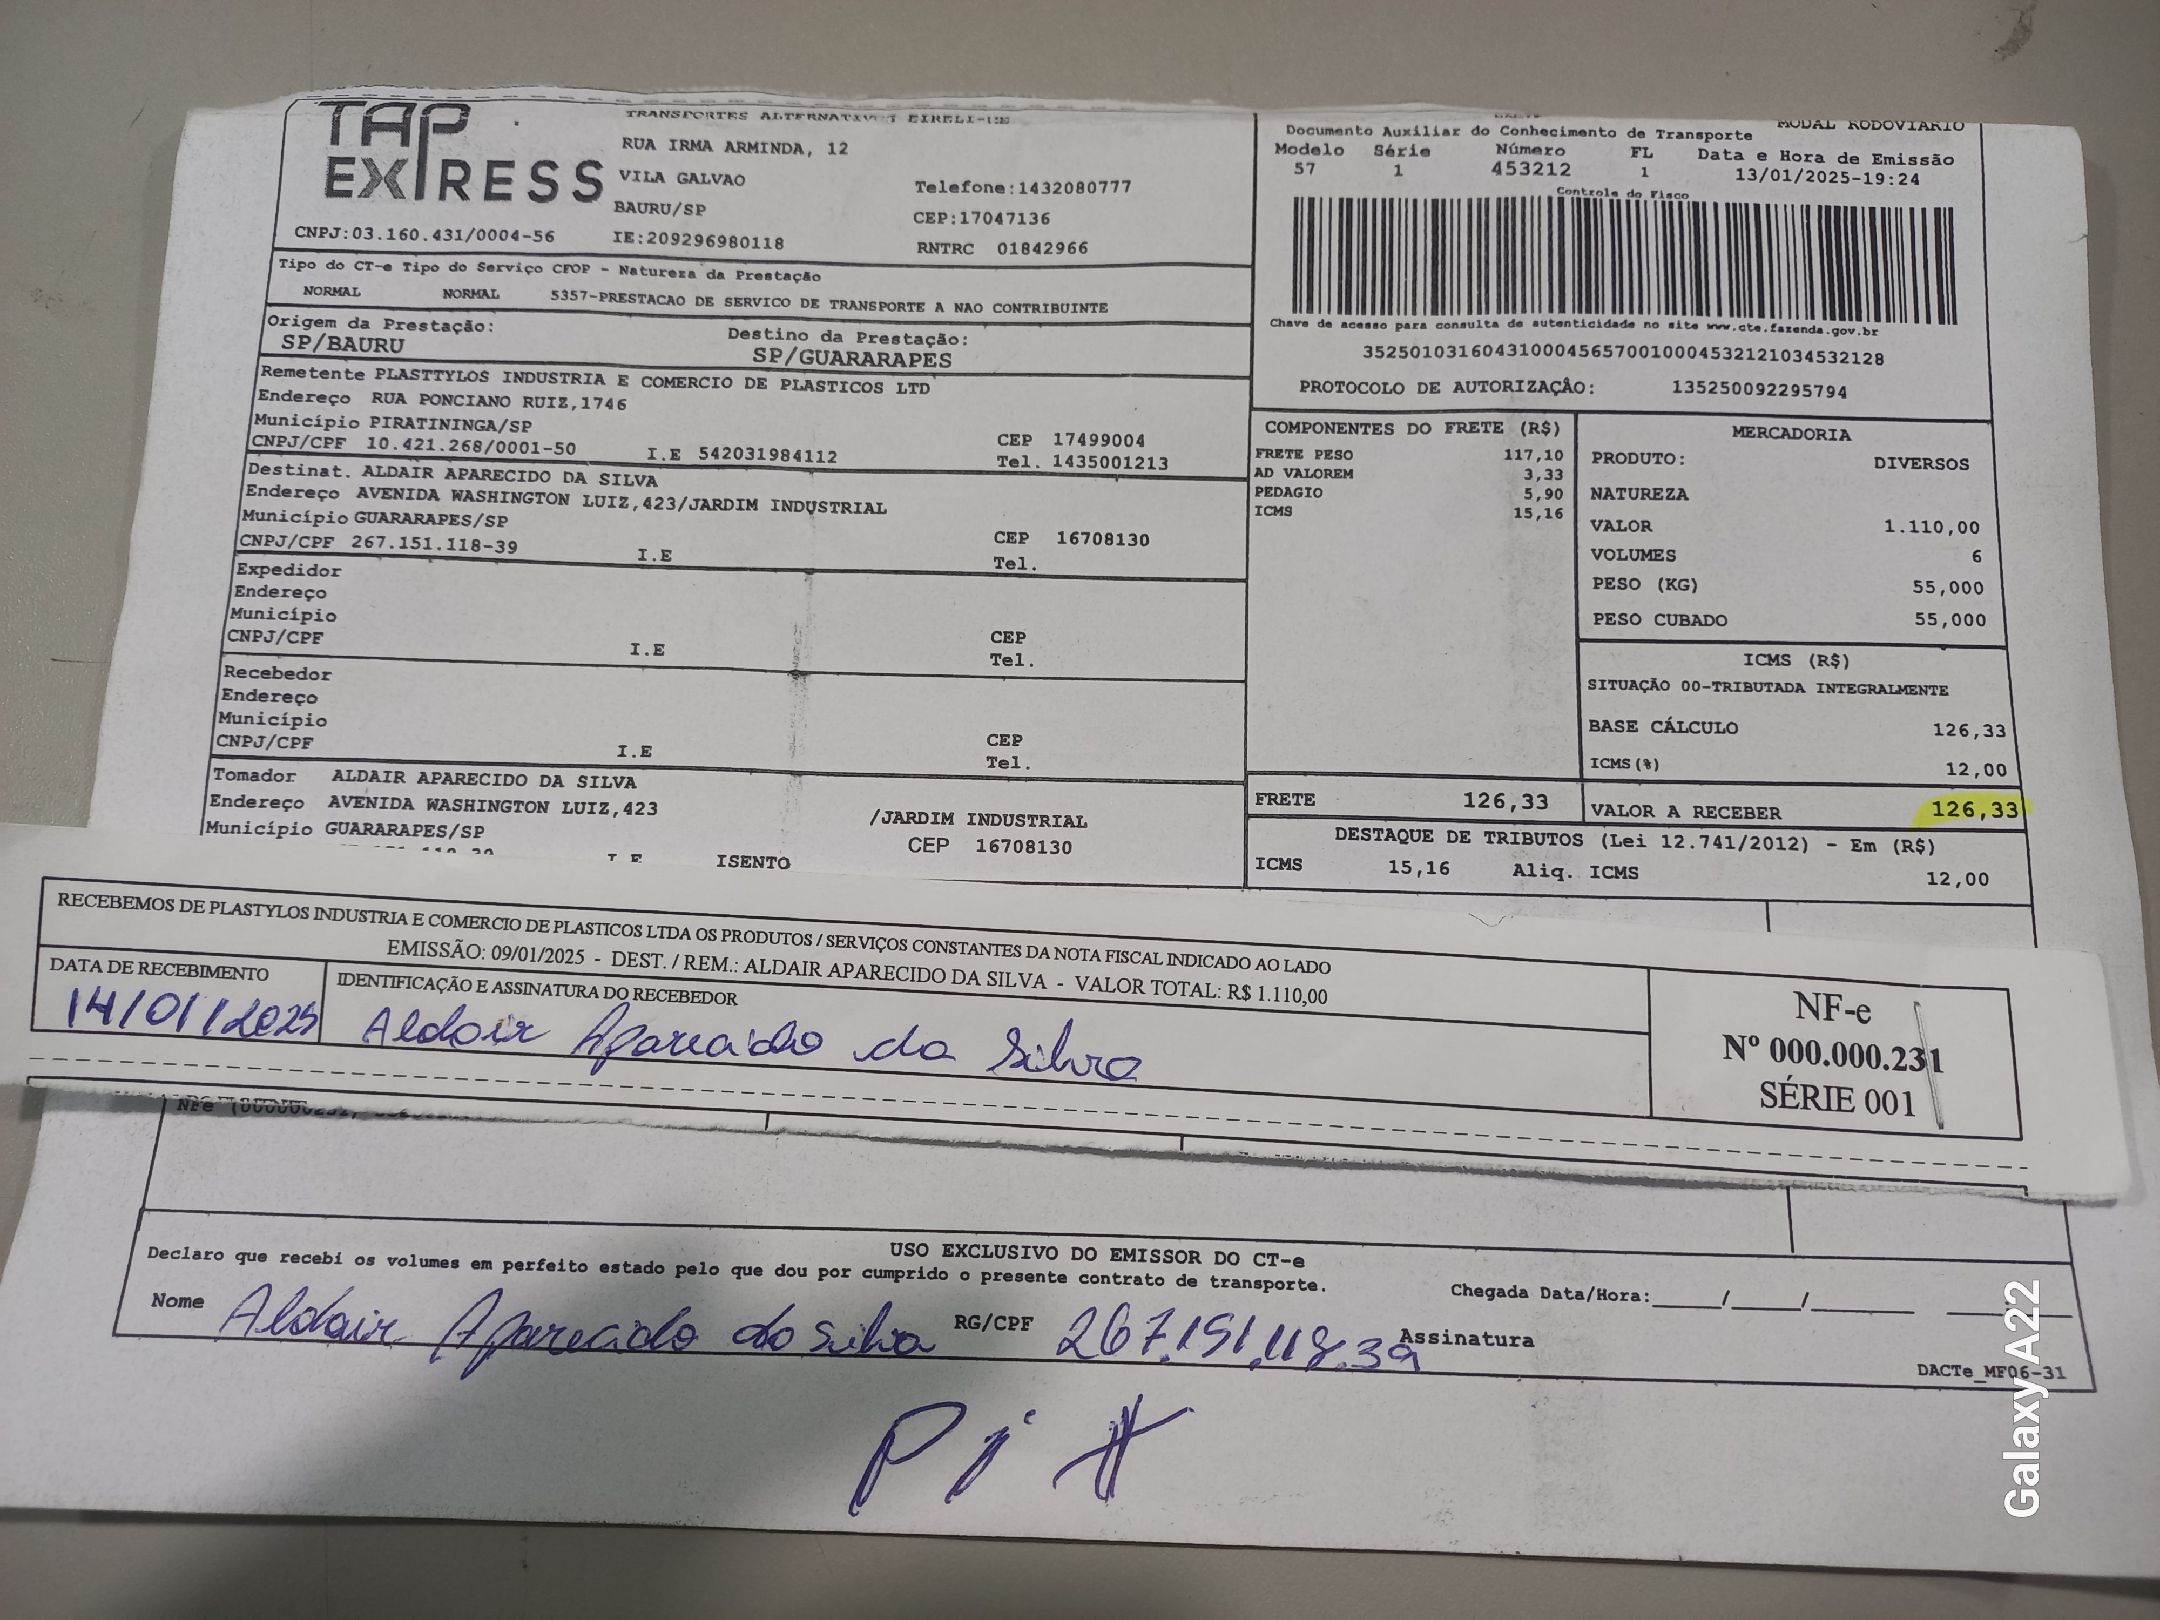 TAP EXPRESS
TRANSPORTES ALTERNATIVOS EIRELI-
RUA IRMA ARMINDA, 12
VILA GALVAO
Telefone:1432080777
BAURU/SP
CEP:17047136
CNPJ:03.160.431/0004-56
IE:209296980118
RNTRC 01842966
MODAL RODOVIARIO
Documento Auxiliar do Conhecimento de Transporte
Modelo Série Número FL Data e Hora de Emissão
57 1 453212 1 13/01/2025-19:24
Controle do Fisco
Chave de acesso para consulta de autenticidade no site www.cte.fazenda.gov.br
35250103160431000456570010004532121034532128
PROTOCOLO DE AUTORIZAÇÃO: 135250092295794
Tipo do CT-e Tipo do Serviço CFOP - Natureza da Prestação
NORMAL NORMAL 5357-PRESTACAO DE SERVICO DE TRANSPORTE A NAO CONTRIBUINTE
Origem da Prestação: Destino da Prestação:
SP/BAURU SP/GUARARAPES
Remetente PLASTTYLOS INDUSTRIA E COMERCIO DE PLASTICOS LTD
Endereço RUA PONCIANO RUIZ,1746
Município PIRATININGA/SP CEP 17499004
CNPJ/CPF 10.421.268/0001-50 I.E 542031984112 Tel. 1435001213
Destinat. ALDAIR APARECIDO DA SILVA
Endereço AVENIDA WASHINGTON LUIZ,423/JARDIM INDUSTRIAL
Município GUARARAPES/SP CEP 16708130
CNPJ/CPF 267.151.118-39 I.E Tel.
Expedidor
Endereço
Município CEP
CNPJ/CPF I.E Tel.
Recebedor
Endereço
Município CEP
CNPJ/CPF I.E Tel.
Tomador ALDAIR APARECIDO DA SILVA
Endereço AVENIDA WASHINGTON LUIZ,423 /JARDIM INDUSTRIAL
Município GUARARAPES/SP CEP 16708130
I.E ISENTO
COMPONENTES DO FRETE (R$)
FRETE PESO 117,10
AD VALOREM 3,33
PEDAGIO 5,90
ICMS 15,16
MERCADORIA
PRODUTO: DIVERSOS
NATUREZA
VALOR 1.110,00
VOLUMES 6
PESO (KG) 55,000
PESO CUBADO 55,000
ICMS (R$)
SITUAÇÃO 00-TRIBUTADA INTEGRALMENTE
BASE CÁLCULO 126,33
ICMS(%) 12,00
FRETE 126,33 VALOR A RECEBER 126,33
DESTAQUE DE TRIBUTOS (Lei 12.741/2012) - Em (R$)
ICMS 15,16 Aliq. ICMS 12,00
RECEBEMOS DE PLASTYLOS INDUSTRIA E COMERCIO DE PLASTICOS LTDA OS PRODUTOS / SERVIÇOS CONSTANTES DA NOTA FISCAL INDICADO AO LADO
EMISSÃO: 09/01/2025 - DEST. / REM.: ALDAIR APARECIDO DA SILVA - VALOR TOTAL: R$ 1.110,00
DATA DE RECEBIMENTO IDENTIFICAÇÃO E ASSINATURA DO RECEBEDOR
14/01/2025 Aldair Aparecido da Silva
NF-e
Nº 000.000.231
SÉRIE 001
USO EXCLUSIVO DO EMISSOR DO CT-e
Declaro que recebi os volumes em perfeito estado pelo que dou por cumprido o presente contrato de transporte.
Chegada Data/Hora:_____/_____/________ ____:____
Nome Aldair Aparecido da Silva RG/CPF 267.151.118.39 Assinatura
DACTe_MF06-31
Pix
Galaxy A22